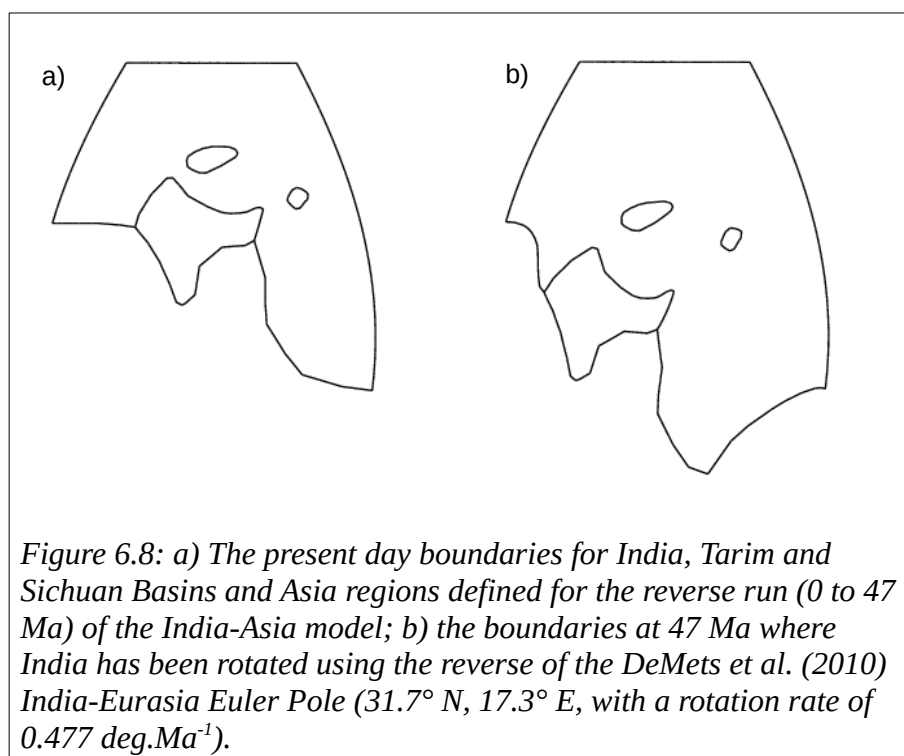 a)
b)
Figure 6.8: a) The present day boundaries for India, Tarim and
Sichuan Basins and Asia regions defined for the reverse run (0 to 47
Ma) of the India-Asia model; b) the boundaries at 47 Ma where
India has been rotated using the reverse of the DeMets et al. (2010)
India-Eurasia Euler Pole (31.7° N, 17.3° E, with a rotation rate of
0.477 deg.Ma⁻¹).